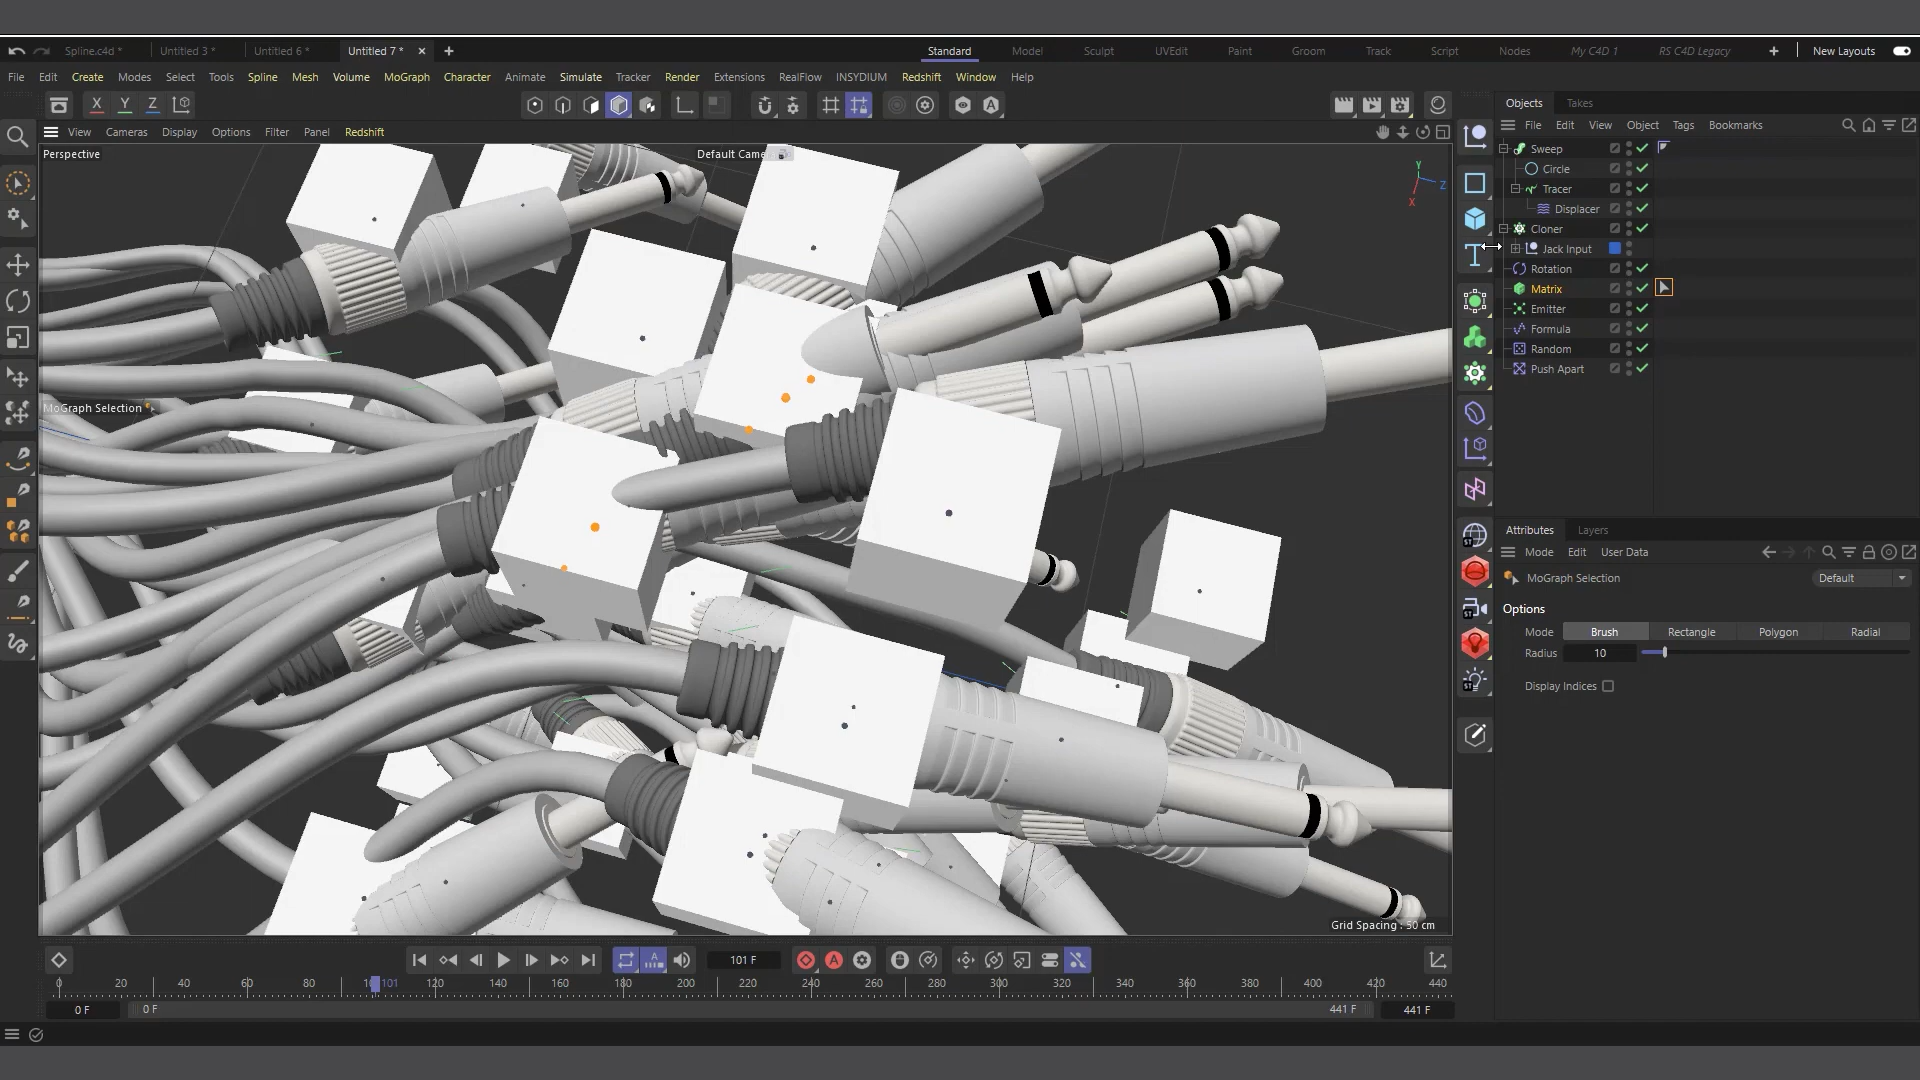 Spline.c4d *
Untitled 3 *
Untitled 6 *
Untitled 7 *
Standard
Model
Sculpt
UVEdit
Paint
Groom
Track
Script
Nodes
My C4D 1
RS C4D Legacy
New Layouts
File Edit Create Modes Select Tools Spline Mesh Volume MoGraph Character Animate Simulate Tracker Render Extensions RealFlow INSYDIUM Redshift Window Help
X Y Z
Objects Takes
File Edit View Object Tags Bookmarks
View Cameras Display Options Filter Panel Redshift
Perspective
Y
Z
X
MoGraph Selection
Grid Spacing : 50 cm
Sweep
Circle
Tracer
Displacer
Cloner
Jack Input
Rotation
Matrix
Emitter
Formula
Random
Push Apart
Attributes Layers
Mode Edit User Data
MoGraph Selection
Default
Options
Mode Brush Rectangle Polygon Radial
Radius 10
Display Indices
101 F
0 20 40 60 80 101 120 140 160 180 200 220 240 260 280 300 320 340 360 380 400 420 440
0 F
0 F
441 F
441 F